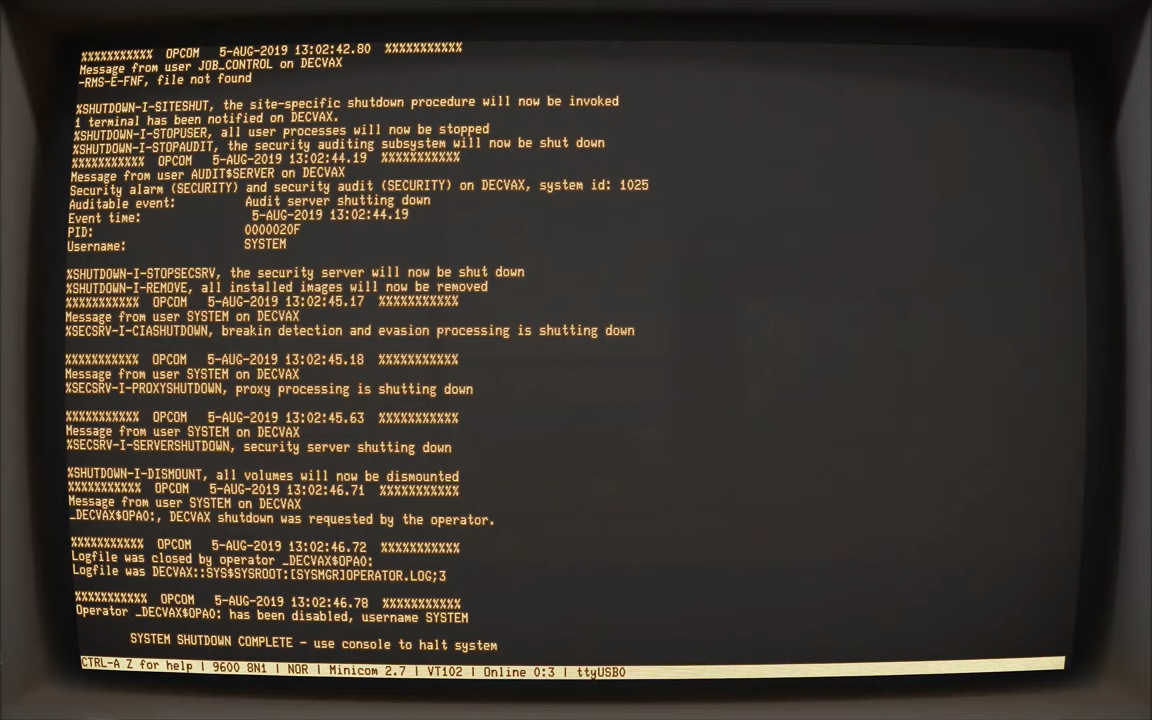 %%%%%%%%%%%  OPCOM   5-AUG-2019 13:02:42.80  %%%%%%%%%%%
Message from user JOB_CONTROL on DECVAX
-RMS-E-FNF, file not found
%SHUTDOWN-I-SITESHUT, the site-specific shutdown procedure will now be invoked
1 terminal has been notified on DECVAX.
%SHUTDOWN-I-STOPUSER, all user processes will now be stopped
%SHUTDOWN-I-STOPAUDIT, the security auditing subsystem will now be shut down
%%%%%%%%%%%  OPCOM   5-AUG-2019 13:02:44.19  %%%%%%%%%%%
Message from user AUDIT$SERVER on DECVAX
Security alarm (SECURITY) and security audit (SECURITY) on DECVAX, system id: 1025
Auditable event:          Audit server shutting down
Event time:                5-AUG-2019 13:02:44.19
PID:                      0000020F
Username:                 SYSTEM
%SHUTDOWN-I-STOPSECSRV, the security server will now be shut down
%SHUTDOWN-I-REMOVE, all installed images will now be removed
%%%%%%%%%%%  OPCOM   5-AUG-2019 13:02:45.17  %%%%%%%%%%%
Message from user SYSTEM on DECVAX
%SECSRV-I-CIASHUTDOWN, breakin detection and evasion processing is shutting down
%%%%%%%%%%%  OPCOM   5-AUG-2019 13:02:45.18  %%%%%%%%%%%
Message from user SYSTEM on DECVAX
%SECSRV-I-PROXYSHUTDOWN, proxy processing is shutting down
%%%%%%%%%%%  OPCOM   5-AUG-2019 13:02:45.63  %%%%%%%%%%%
Message from user SYSTEM on DECVAX
%SECSRV-I-SERVERSHUTDOWN, security server shutting down
%SHUTDOWN-I-DISMOUNT, all volumes will now be dismounted
%%%%%%%%%%%  OPCOM   5-AUG-2019 13:02:46.71  %%%%%%%%%%%
Message from user SYSTEM on DECVAX
_DECVAX$OPA0:, DECVAX shutdown was requested by the operator.
%%%%%%%%%%%  OPCOM   5-AUG-2019 13:02:46.72  %%%%%%%%%%%
Logfile was closed by operator _DECVAX$OPA0:
Logfile was DECVAX::SYS$SYSROOT:[SYSMGR]OPERATOR.LOG;3
%%%%%%%%%%%  OPCOM   5-AUG-2019 13:02:46.78  %%%%%%%%%%%
Operator _DECVAX$OPA0: has been disabled, username SYSTEM
SYSTEM SHUTDOWN COMPLETE - use console to halt system
CTRL-A Z for help | 9600 8N1 | NOR | Minicom 2.7 | VT102 | Online 0:3 | ttyUSB0